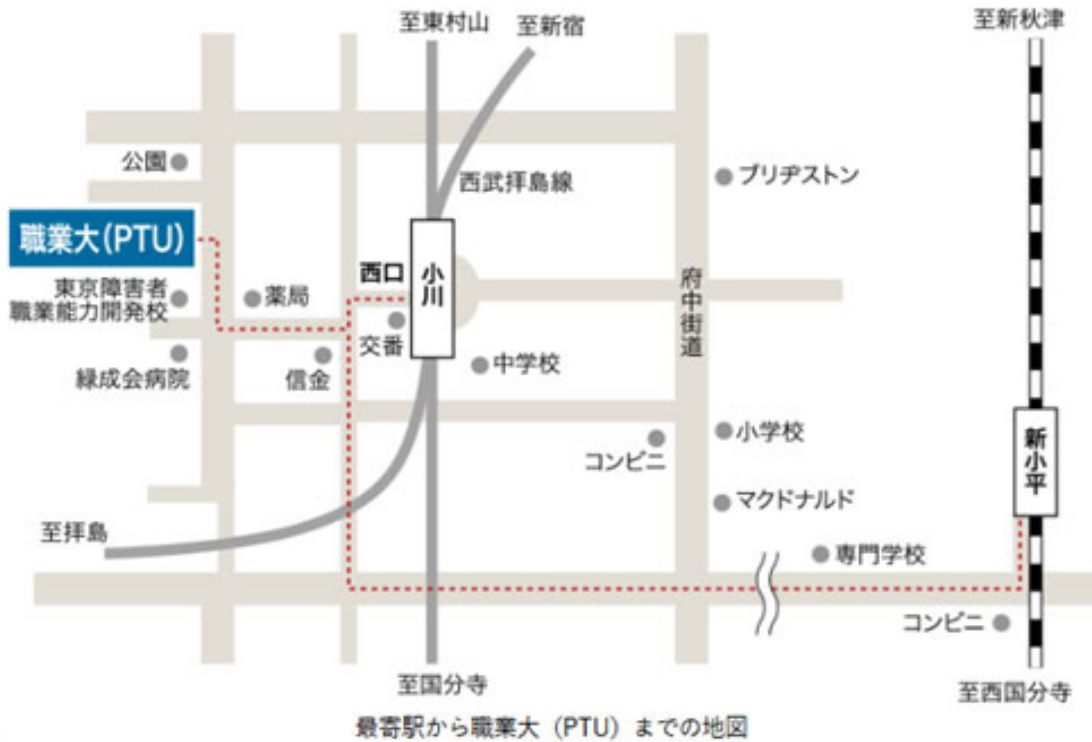 至東村山
至新宿
至新秋津
公園
西武拝島線
ブリヂストン
職業大(PTU)
西口
小川
府中街道
東京障害者
職業能力開発校
薬局
交番
中学校
緑成会病院
信金
小学校
コンビニ
新小平
マクドナルド
至拝島
専門学校
コンビニ
至国分寺
至西国分寺
最寄駅から職業大（PTU）までの地図